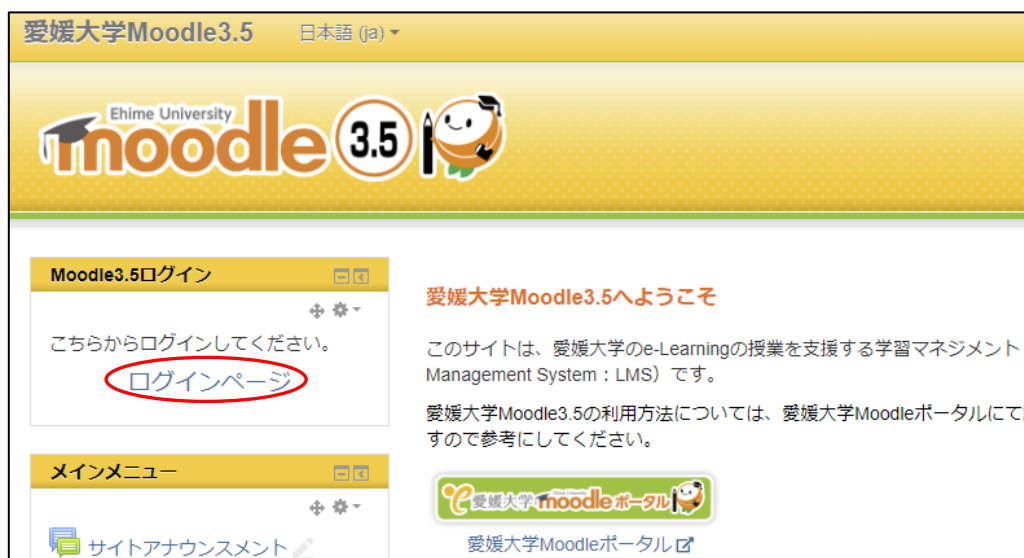 愛媛大学Moodle3.5 日本語 (ja)
Ehime University
moodle 3.5
Moodle3.5ログイン
こちらからログインしてください。
ログインページ
メインメニュー
サイトアナウンスメント
愛媛大学Moodle3.5へようこそ
このサイトは、愛媛大学のe-Learningの授業を支援する学習マネジメント
Management System：LMS）です。
愛媛大学Moodle3.5の利用方法については、愛媛大学Moodleポータルにて
すので参考にしてください。
愛媛大学 moodle ポータル
愛媛大学Moodleポータル